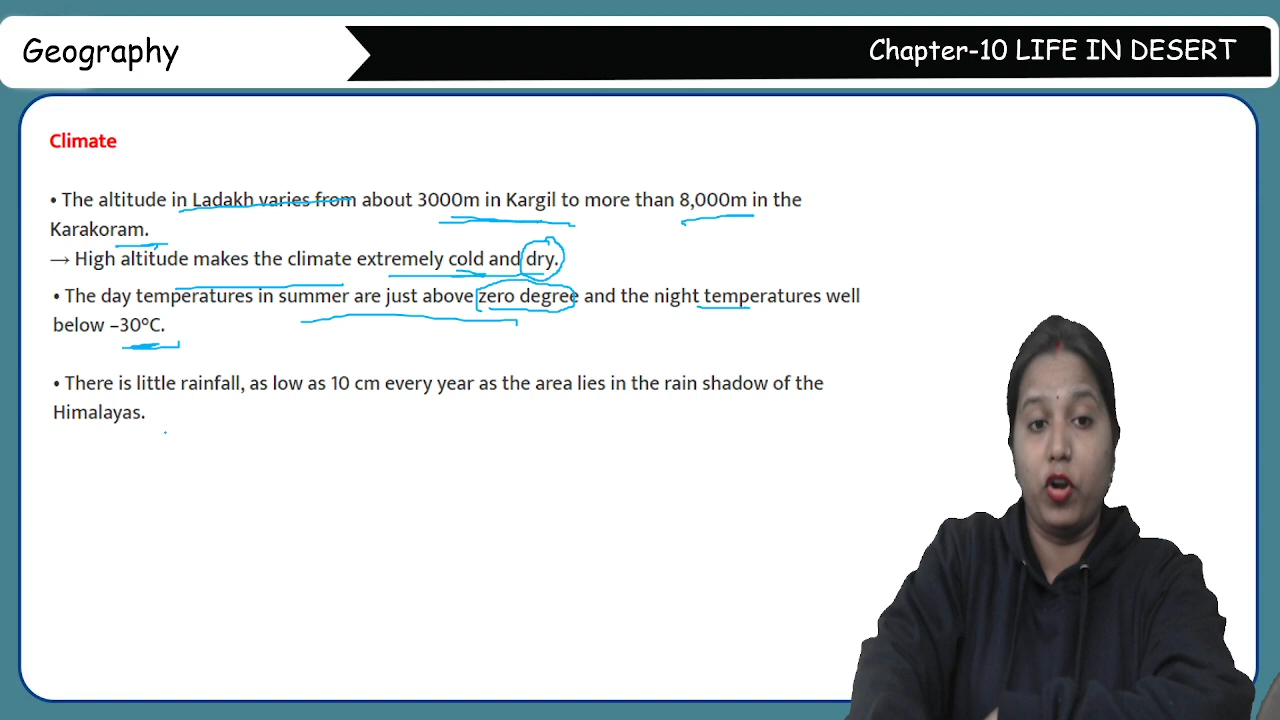 Geography
Chapter-10 LIFE IN DESERT
Climate
• The altitude in Ladakh varies from about 3000m in Kargil to more than 8,000m in the
Karakoram.
→ High altitude makes the climate extremely cold and dry.
• The day temperatures in summer are just above zero degree and the night temperatures well
below –30°C.
• There is little rainfall, as low as 10 cm every year as the area lies in the rain shadow of the
Himalayas.